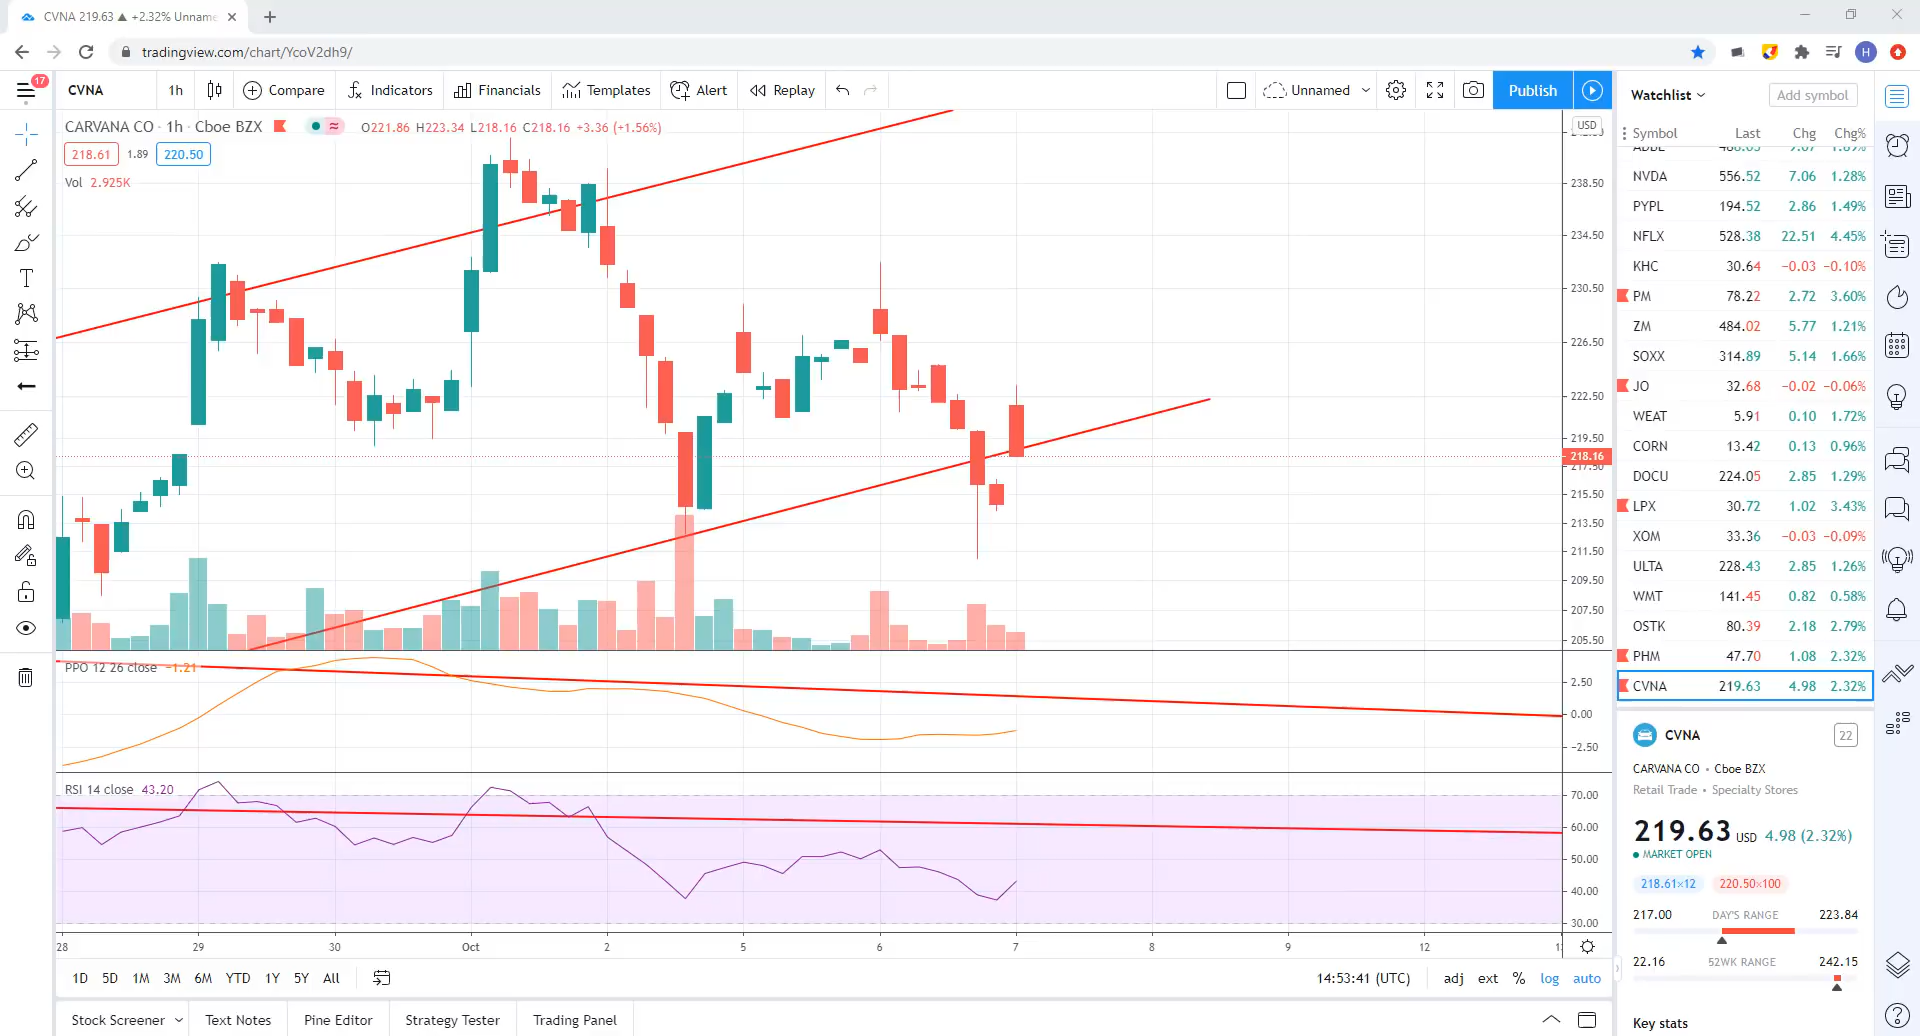 CVNA 219.63 ▲ +2.32% Unname
tradingview.com/chart/YcoV2dh9/
17
CVNA 1h Compare Indicators Financials Templates Alert Replay Unnamed Publish
CARVANA CO · 1h · Cboe BZX O221.86 H223.34 L218.16 C218.16 +3.36 (+1.56%)
218.61 1.89 220.50
Vol 2.925K
USD
238.50
234.50
230.50
226.50
222.50
219.50
218.16
217.50
215.50
213.50
211.50
209.50
207.50
205.50
PPO 12 26 close −1.21
2.50
0.00
−2.50
RSI 14 close 43.20
70.00
60.00
50.00
40.00
30.00
28 29 30 Oct 2 5 6 7 8 9 12
1D 5D 1M 3M 6M YTD 1Y 5Y All 14:53:41 (UTC) adj ext % log auto
Stock Screener Text Notes Pine Editor Strategy Tester Trading Panel
Watchlist Add symbol
Symbol Last Chg Chg%
NVDA 556.52 7.06 1.28%
PYPL 194.52 2.86 1.49%
NFLX 528.38 22.51 4.45%
KHC 30.64 −0.03 −0.10%
PM 78.22 2.72 3.60%
ZM 484.02 5.77 1.21%
SOXX 314.89 5.14 1.66%
JO 32.68 −0.02 −0.06%
WEAT 5.91 0.10 1.72%
CORN 13.42 0.13 0.96%
DOCU 224.05 2.85 1.29%
LPX 30.72 1.02 3.43%
XOM 33.36 −0.03 −0.09%
ULTA 228.43 2.85 1.26%
WMT 141.45 0.82 0.58%
OSTK 80.39 2.18 2.79%
PHM 47.70 1.08 2.32%
CVNA 219.63 4.98 2.32%
CVNA 22
CARVANA CO • Cboe BZX
Retail Trade • Specialty Stores
219.63 USD 4.98 (2.32%)
MARKET OPEN
218.61×12 220.50×100
217.00 DAY'S RANGE 223.84
22.16 52WK RANGE 242.15
Key stats
H